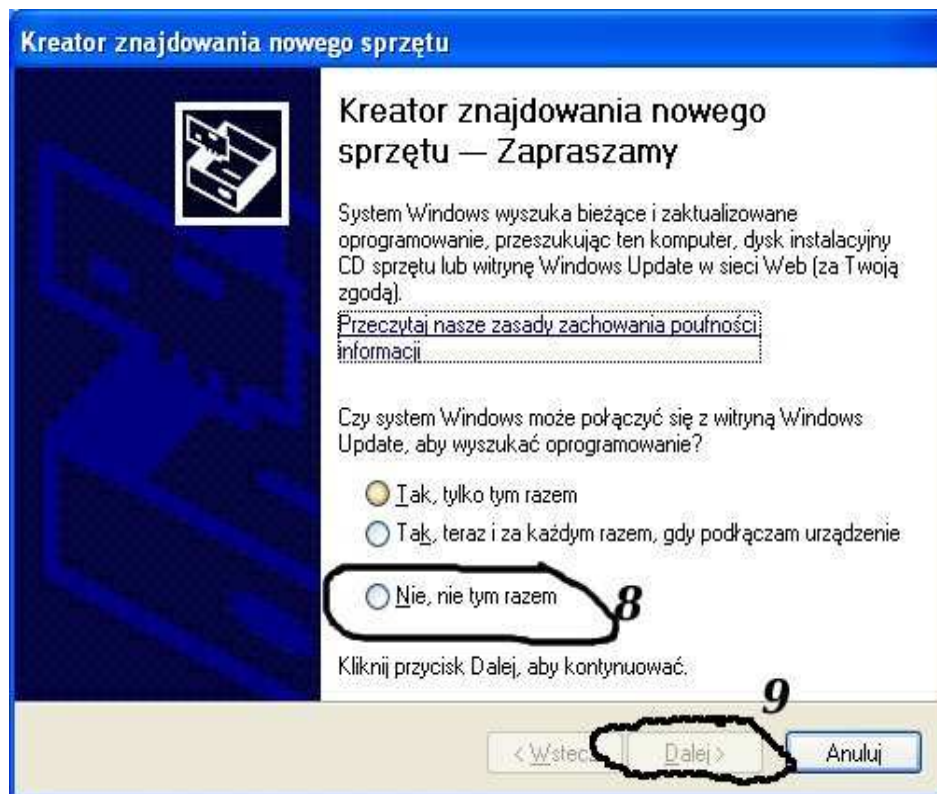 Kreator znajdowania nowego sprzętu
Kreator znajdowania nowego
sprzętu — Zapraszamy
System Windows wyszuka bieżące i zaktualizowane
oprogramowanie, przeszukując ten komputer, dysk instalacyjny
CD sprzętu lub witrynę Windows Update w sieci Web (za Twoją
zgodą).
Przeczytaj nasze zasady zachowania poufności
informacji
Czy system Windows może połączyć się z witryną Windows
Update, aby wyszukać oprogramowanie?
Tak, tylko tym razem
Tak, teraz i za każdym razem, gdy podłączam urządzenie
Nie, nie tym razem 8
Kliknij przycisk Dalej, aby kontynuować.
9
< Wstecz Dalej > Anuluj